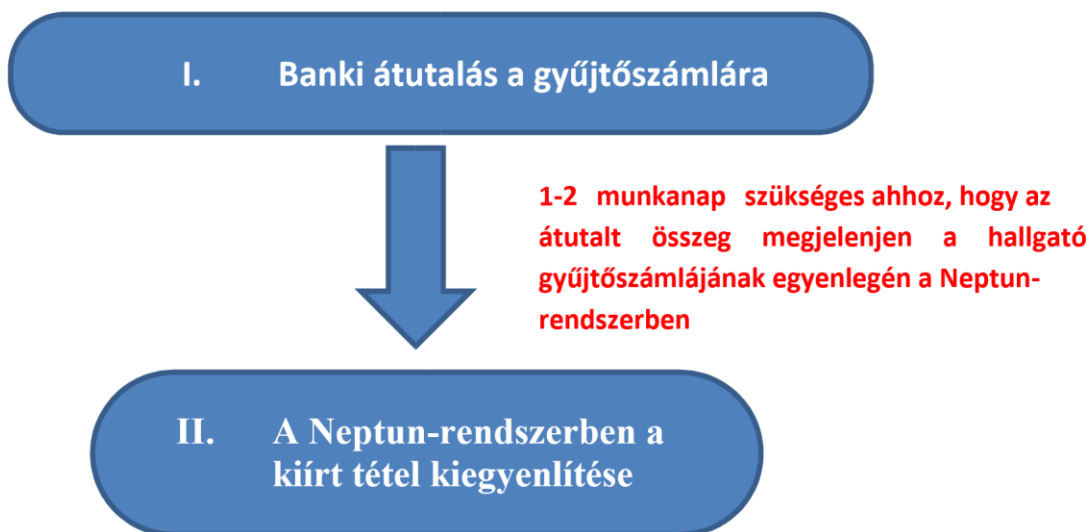 I. Banki átutalás a gyűjtőszámlára
1-2 munkanap szükséges ahhoz, hogy az
átutalt összeg megjelenjen a hallgató
gyűjtőszámlájának egyenlegén a Neptun-
rendszerben
II. A Neptun-rendszerben a
kiírt tétel kiegyenlítése